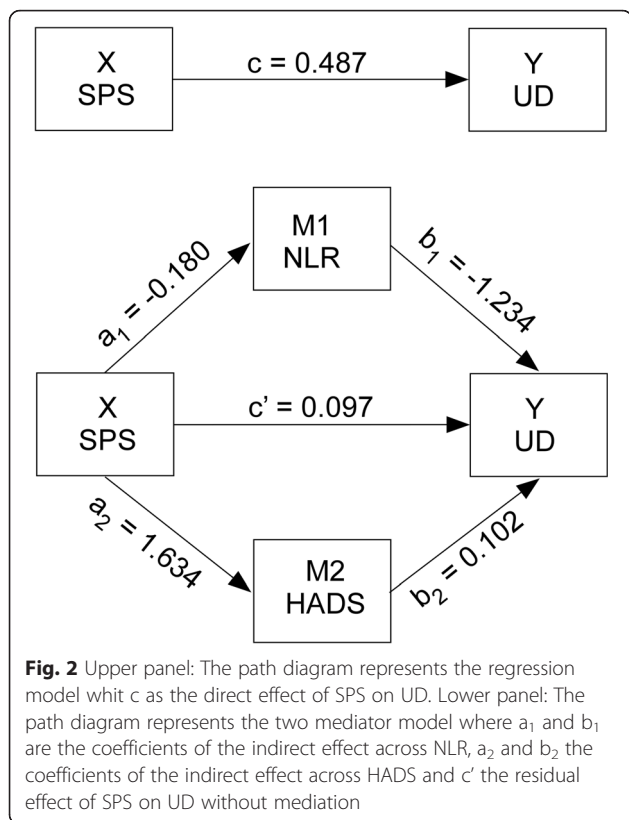 X
SPS
c = 0.487
Y
UD
M1
NLR
a₁ = -0.180
b₁ = -1.234
X
SPS
c’ = 0.097
Y
UD
a₂ = 1.634
b₂ = 0.102
M2
HADS
Fig. 2 Upper panel: The path diagram represents the regression
model whit c as the direct effect of SPS on UD. Lower panel: The
path diagram represents the two mediator model where a₁ and b₁
are the coefficients of the indirect effect across NLR, a₂ and b₂ the
coefficients of the indirect effect across HADS and c’ the residual
effect of SPS on UD without mediation